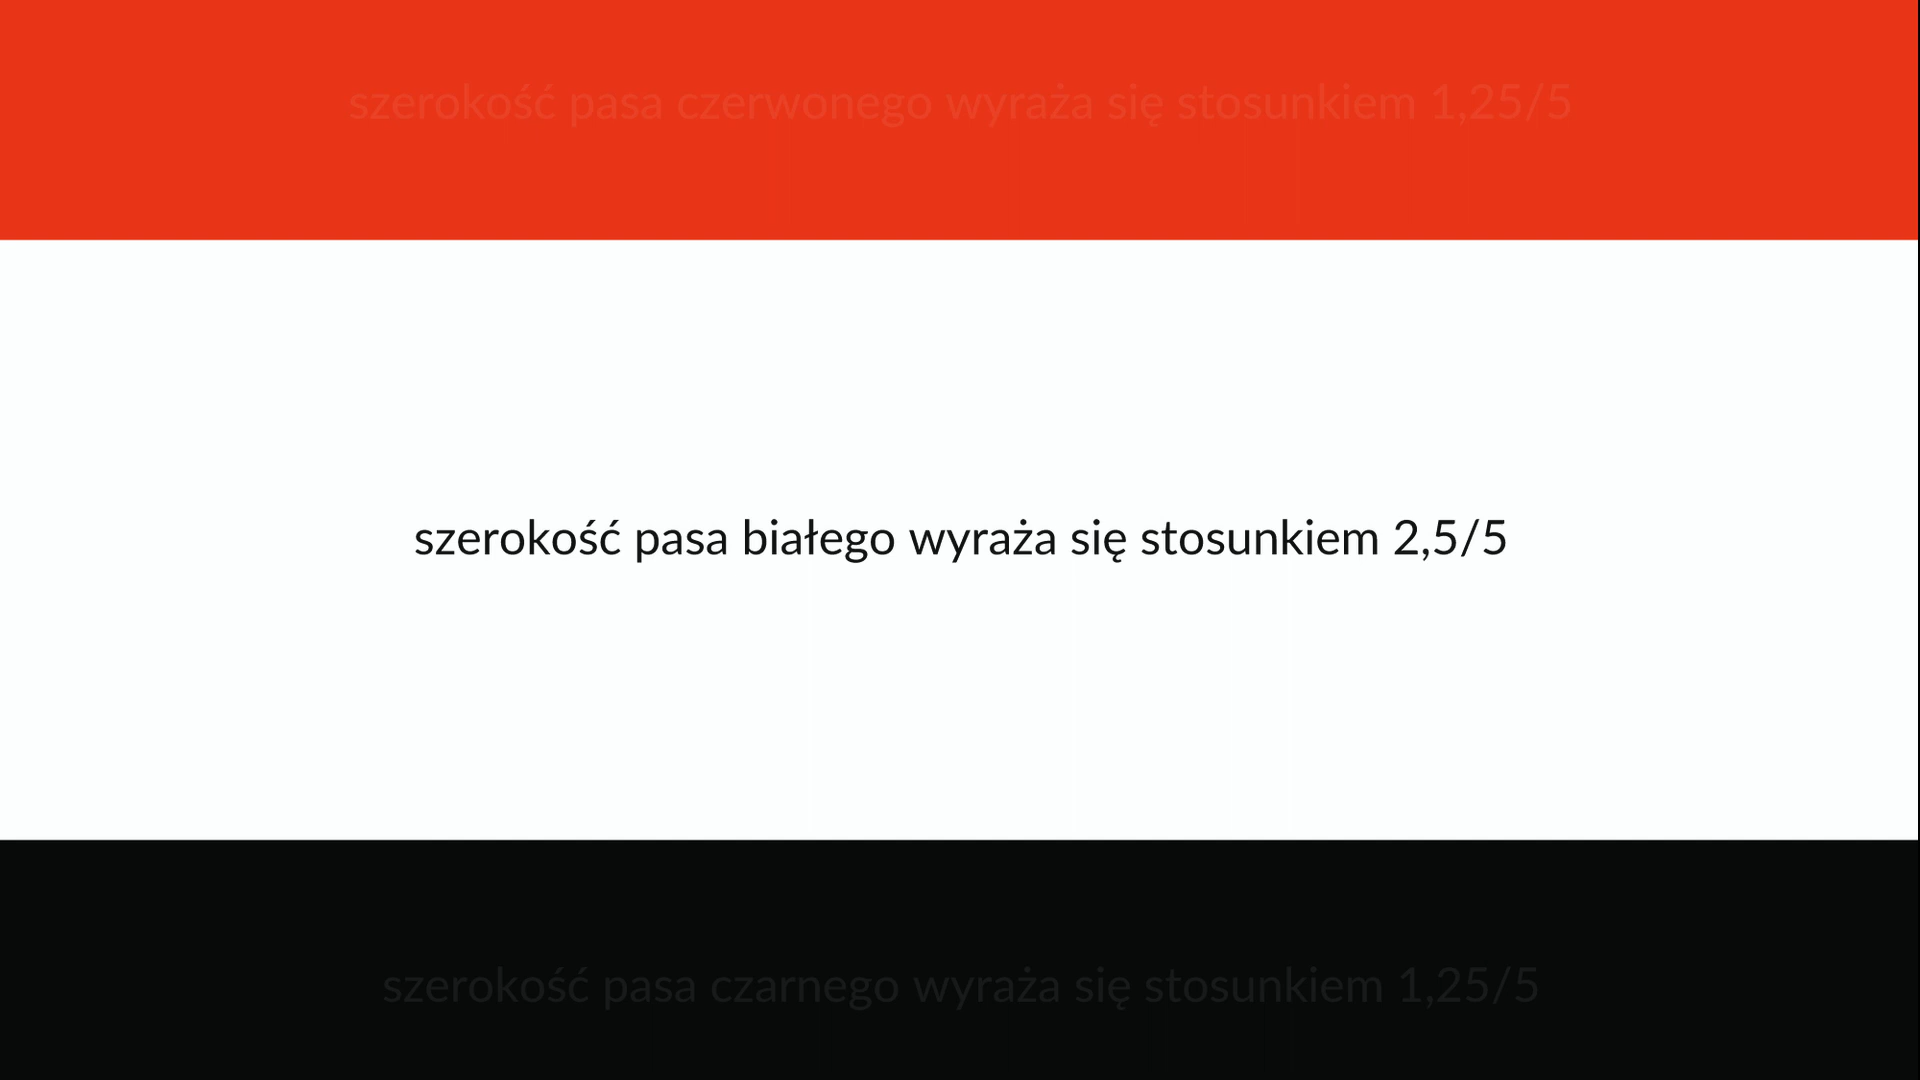 szerokość pasa czerwonego wyraża się stosunkiem 1,25/5
szerokość pasa białego wyraża się stosunkiem 2,5/5
szerokość pasa czarnego wyraża się stosunkiem 1,25/5